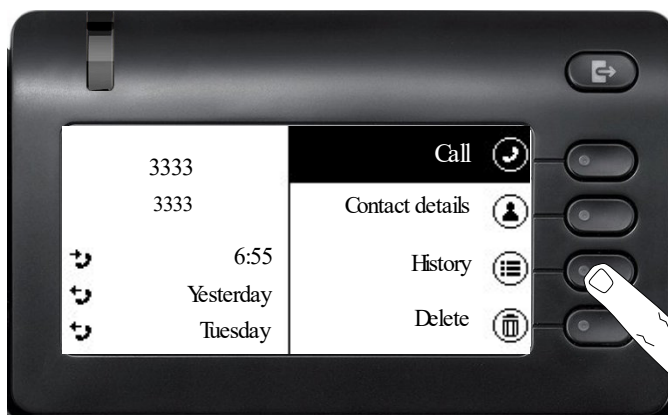 3333
3333
6:55
Yesterday
Tuesday
Call
Contact details
History
Delete